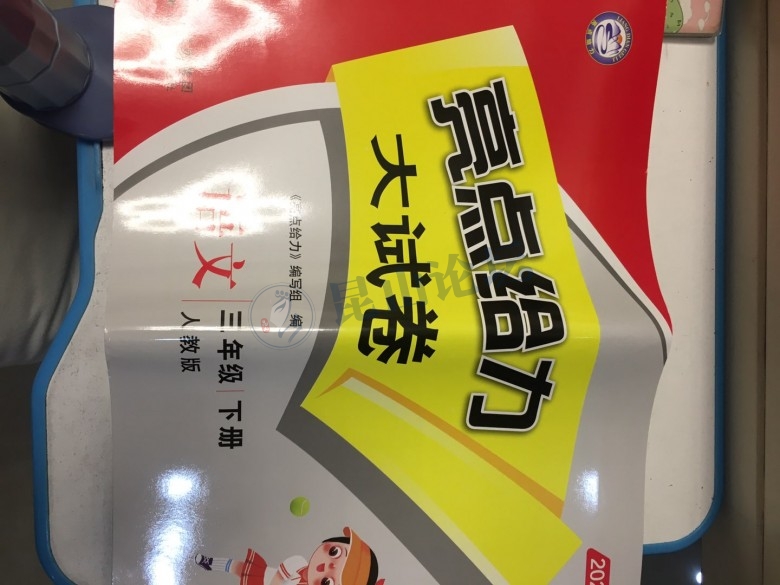 亮点给力
大试卷
《亮点给力》编写组 编
语文
三年级
下册
人教版